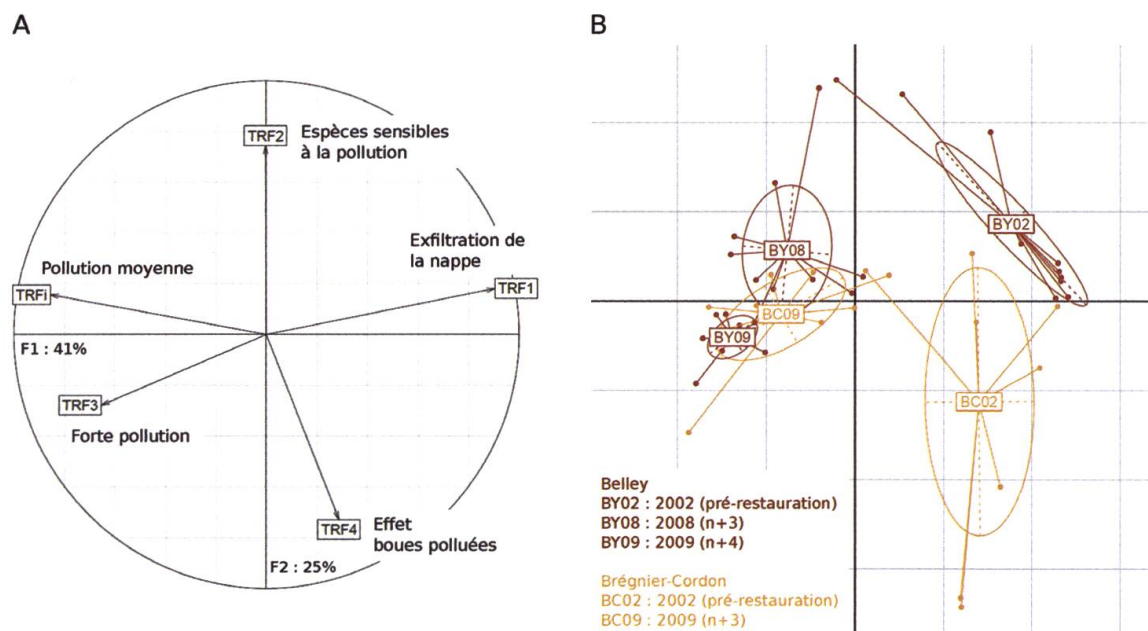 A
TRF2
Espèces sensibles
à la pollution
Exfiltration de
la nappe
Pollution moyenne
TRFi
TRF1
F1 : 41%
TRF3
Forte pollution
TRF4
Effet
boues polluées
F2 : 25%
B
BY02
BY08
BC09
BY09
BC02
Belley
BY02 : 2002 (pré-restauration)
BY08 : 2008 (n+3)
BY09 : 2009 (n+4)
Brégnier-Cordon
BC02 : 2002 (pré-restauration)
BC09 : 2009 (n+3)